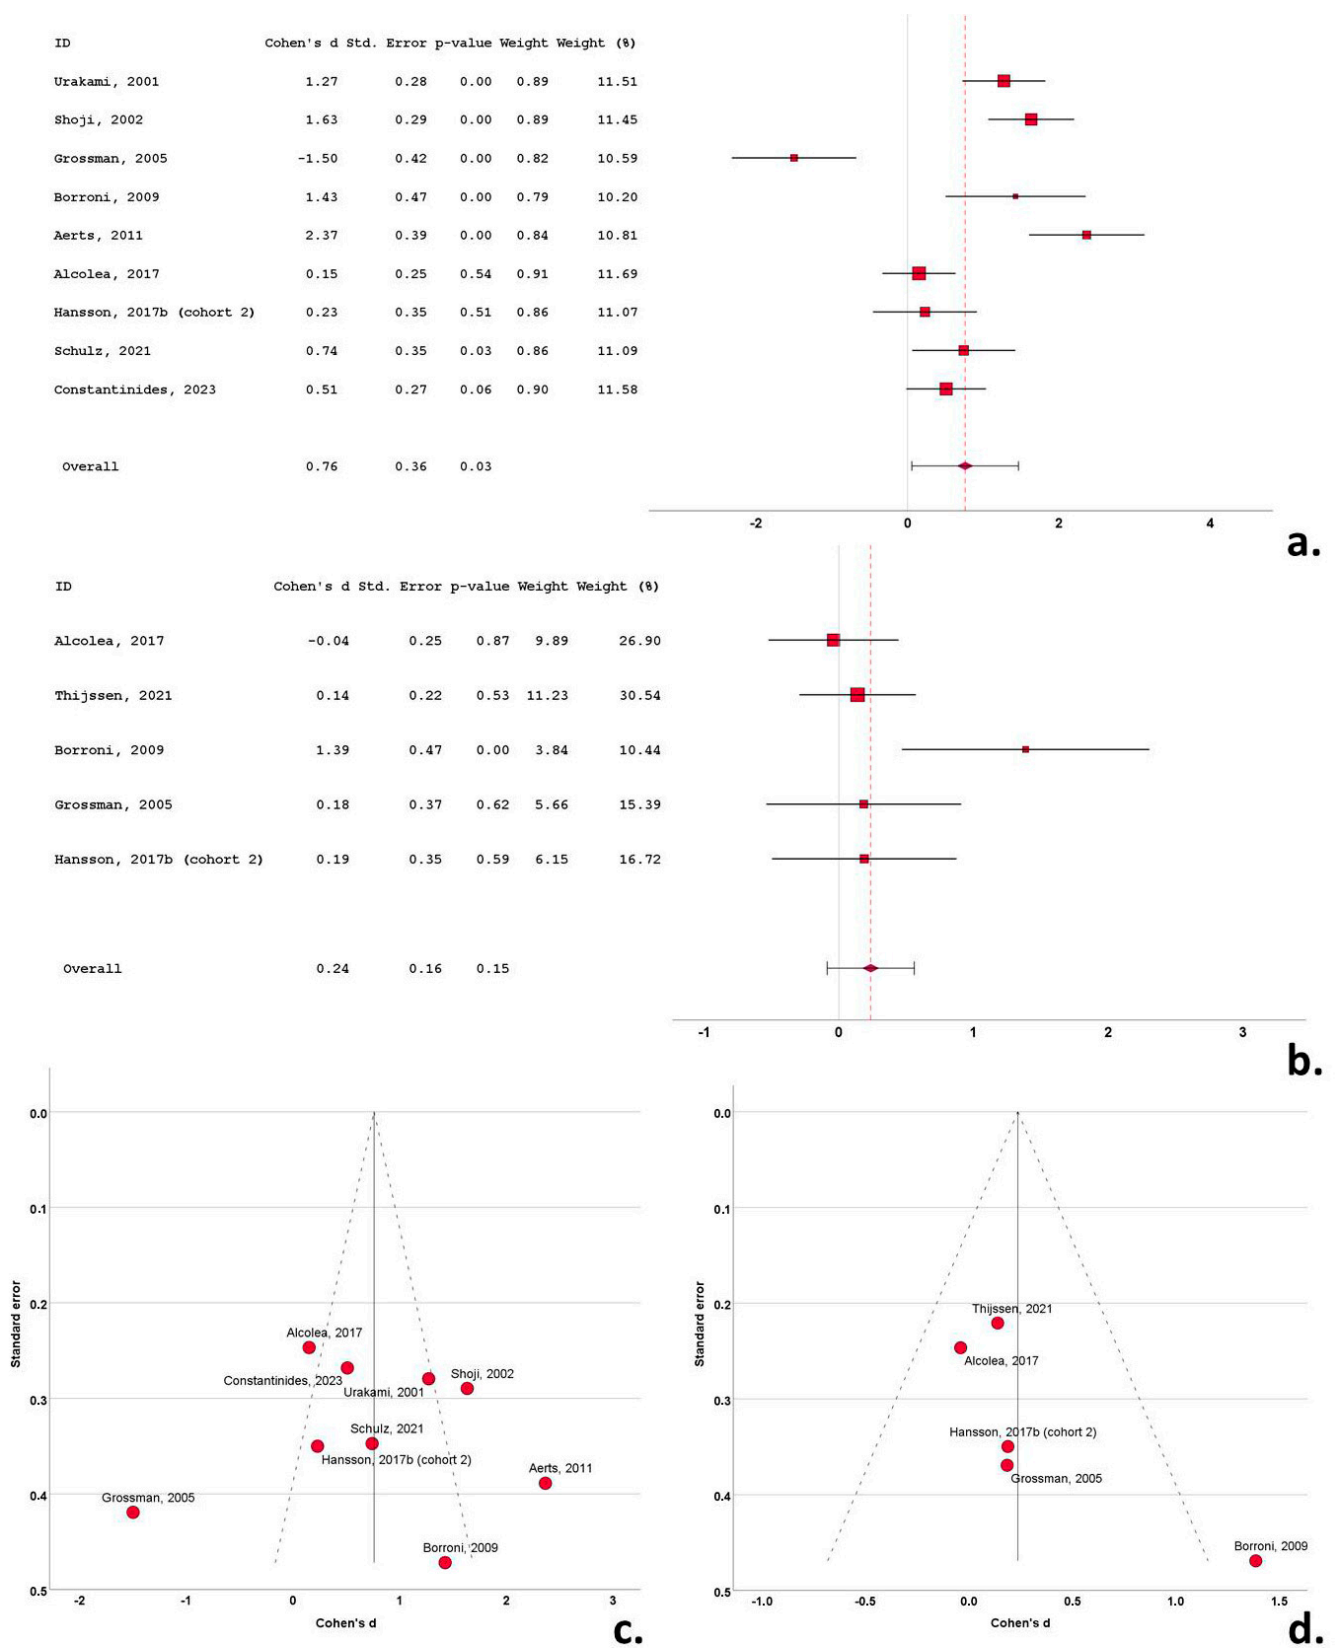 ID Cohen's d Std. Error p-value Weight Weight (%)
Urakami, 2001 1.27 0.28 0.00 0.89 11.51
Shoji, 2002 1.63 0.29 0.00 0.89 11.45
Grossman, 2005 -1.50 0.42 0.00 0.82 10.59
Borroni, 2009 1.43 0.47 0.00 0.79 10.20
Aerts, 2011 2.37 0.39 0.00 0.84 10.81
Alcolea, 2017 0.15 0.25 0.54 0.91 11.69
Hansson, 2017b (cohort 2) 0.23 0.35 0.51 0.86 11.07
Schulz, 2021 0.74 0.35 0.03 0.86 11.09
Constantinides, 2023 0.51 0.27 0.06 0.90 11.58
Overall 0.76 0.36 0.03
-2 0 2 4
a.
ID Cohen's d Std. Error p-value Weight Weight (%)
Alcolea, 2017 -0.04 0.25 0.87 9.89 26.90
Thijssen, 2021 0.14 0.22 0.53 11.23 30.54
Borroni, 2009 1.39 0.47 0.00 3.84 10.44
Grossman, 2005 0.18 0.37 0.62 5.66 15.39
Hansson, 2017b (cohort 2) 0.19 0.35 0.59 6.15 16.72
Overall 0.24 0.16 0.15
-1 0 1 2 3
b.
Standard error
0.0
0.1
0.2
0.3
0.4
0.5
Alcolea, 2017
Constantinides, 2023
Urakami, 2001
Shoji, 2002
Schulz, 2021
Hansson, 2017b (cohort 2)
Aerts, 2011
Grossman, 2005
Borroni, 2009
-2 -1 0 1 2 3
Cohen's d
c.
Standard error
0.0
0.1
0.2
0.3
0.4
0.5
Thijssen, 2021
Alcolea, 2017
Hansson, 2017b (cohort 2)
Grossman, 2005
Borroni, 2009
-1.0 -0.5 0.0 0.5 1.0 1.5
Cohen's d
d.